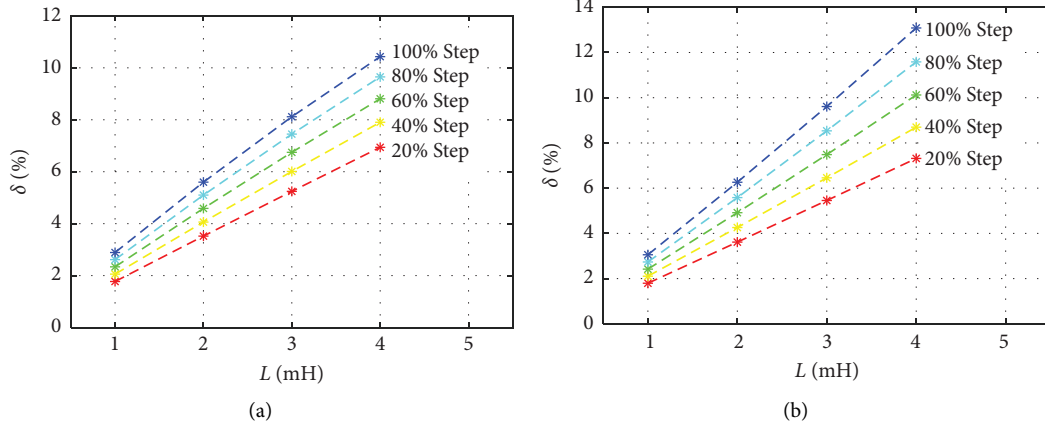 12
10
8
6
4
2
0
δ (%)
100% Step
80% Step
60% Step
40% Step
20% Step
1 2 3 4 5
L (mH)
(a)
14
12
10
8
6
4
2
0
δ (%)
100% Step
80% Step
60% Step
40% Step
20% Step
1 2 3 4 5
L (mH)
(b)